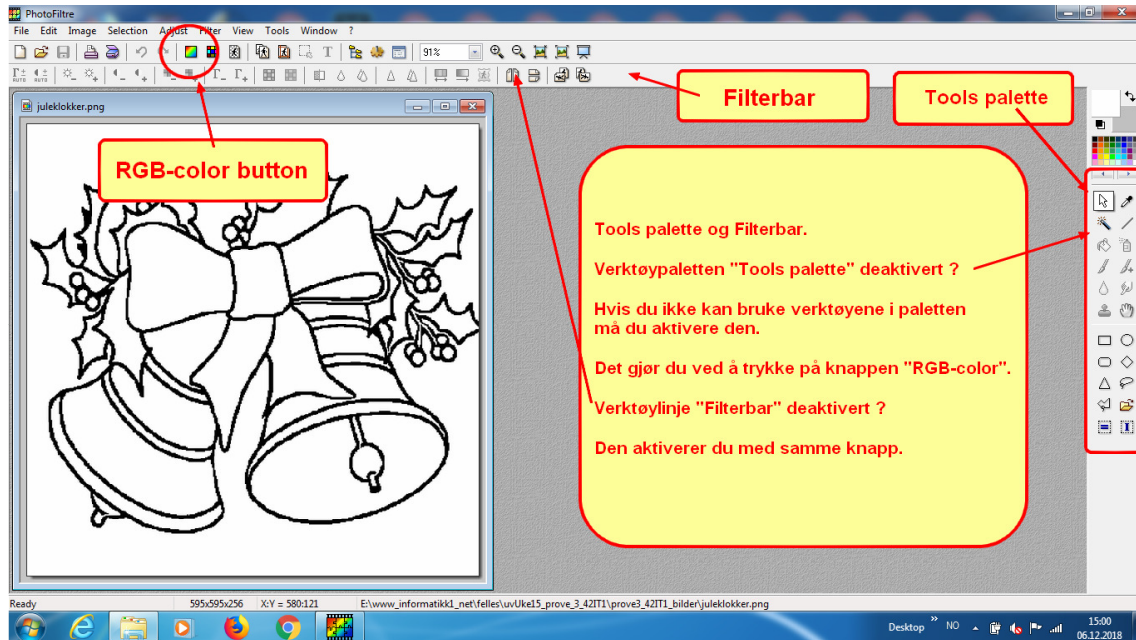 PhotoFiltre
File Edit Image Selection Adjust Filter View Tools Window ?
91%
Filterbar
Tools palette
juleklokker.png
RGB-color button
Tools palette og Filterbar.
Verktøypaletten "Tools palette" deaktivert ?
Hvis du ikke kan bruke verktøyene i paletten
må du aktivere den.
Det gjør du ved å trykke på knappen "RGB-color".
Verktøylinje "Filterbar" deaktivert ?
Den aktiverer du med samme knapp.
Ready 595x595x256 X:Y = 580:121 E:\www_informatikk1_net\felles\uvUke15_prove_3_42IT1\prove3_42IT1_bilder\juleklokker.png
Desktop » NO 15:00
06.12.2018